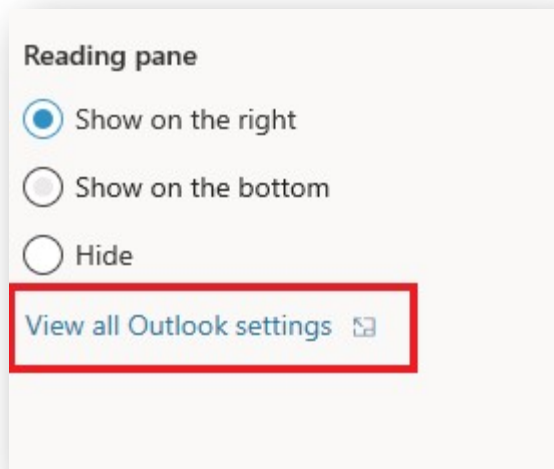 Reading pane
Show on the right
Show on the bottom
Hide
View all Outlook settings